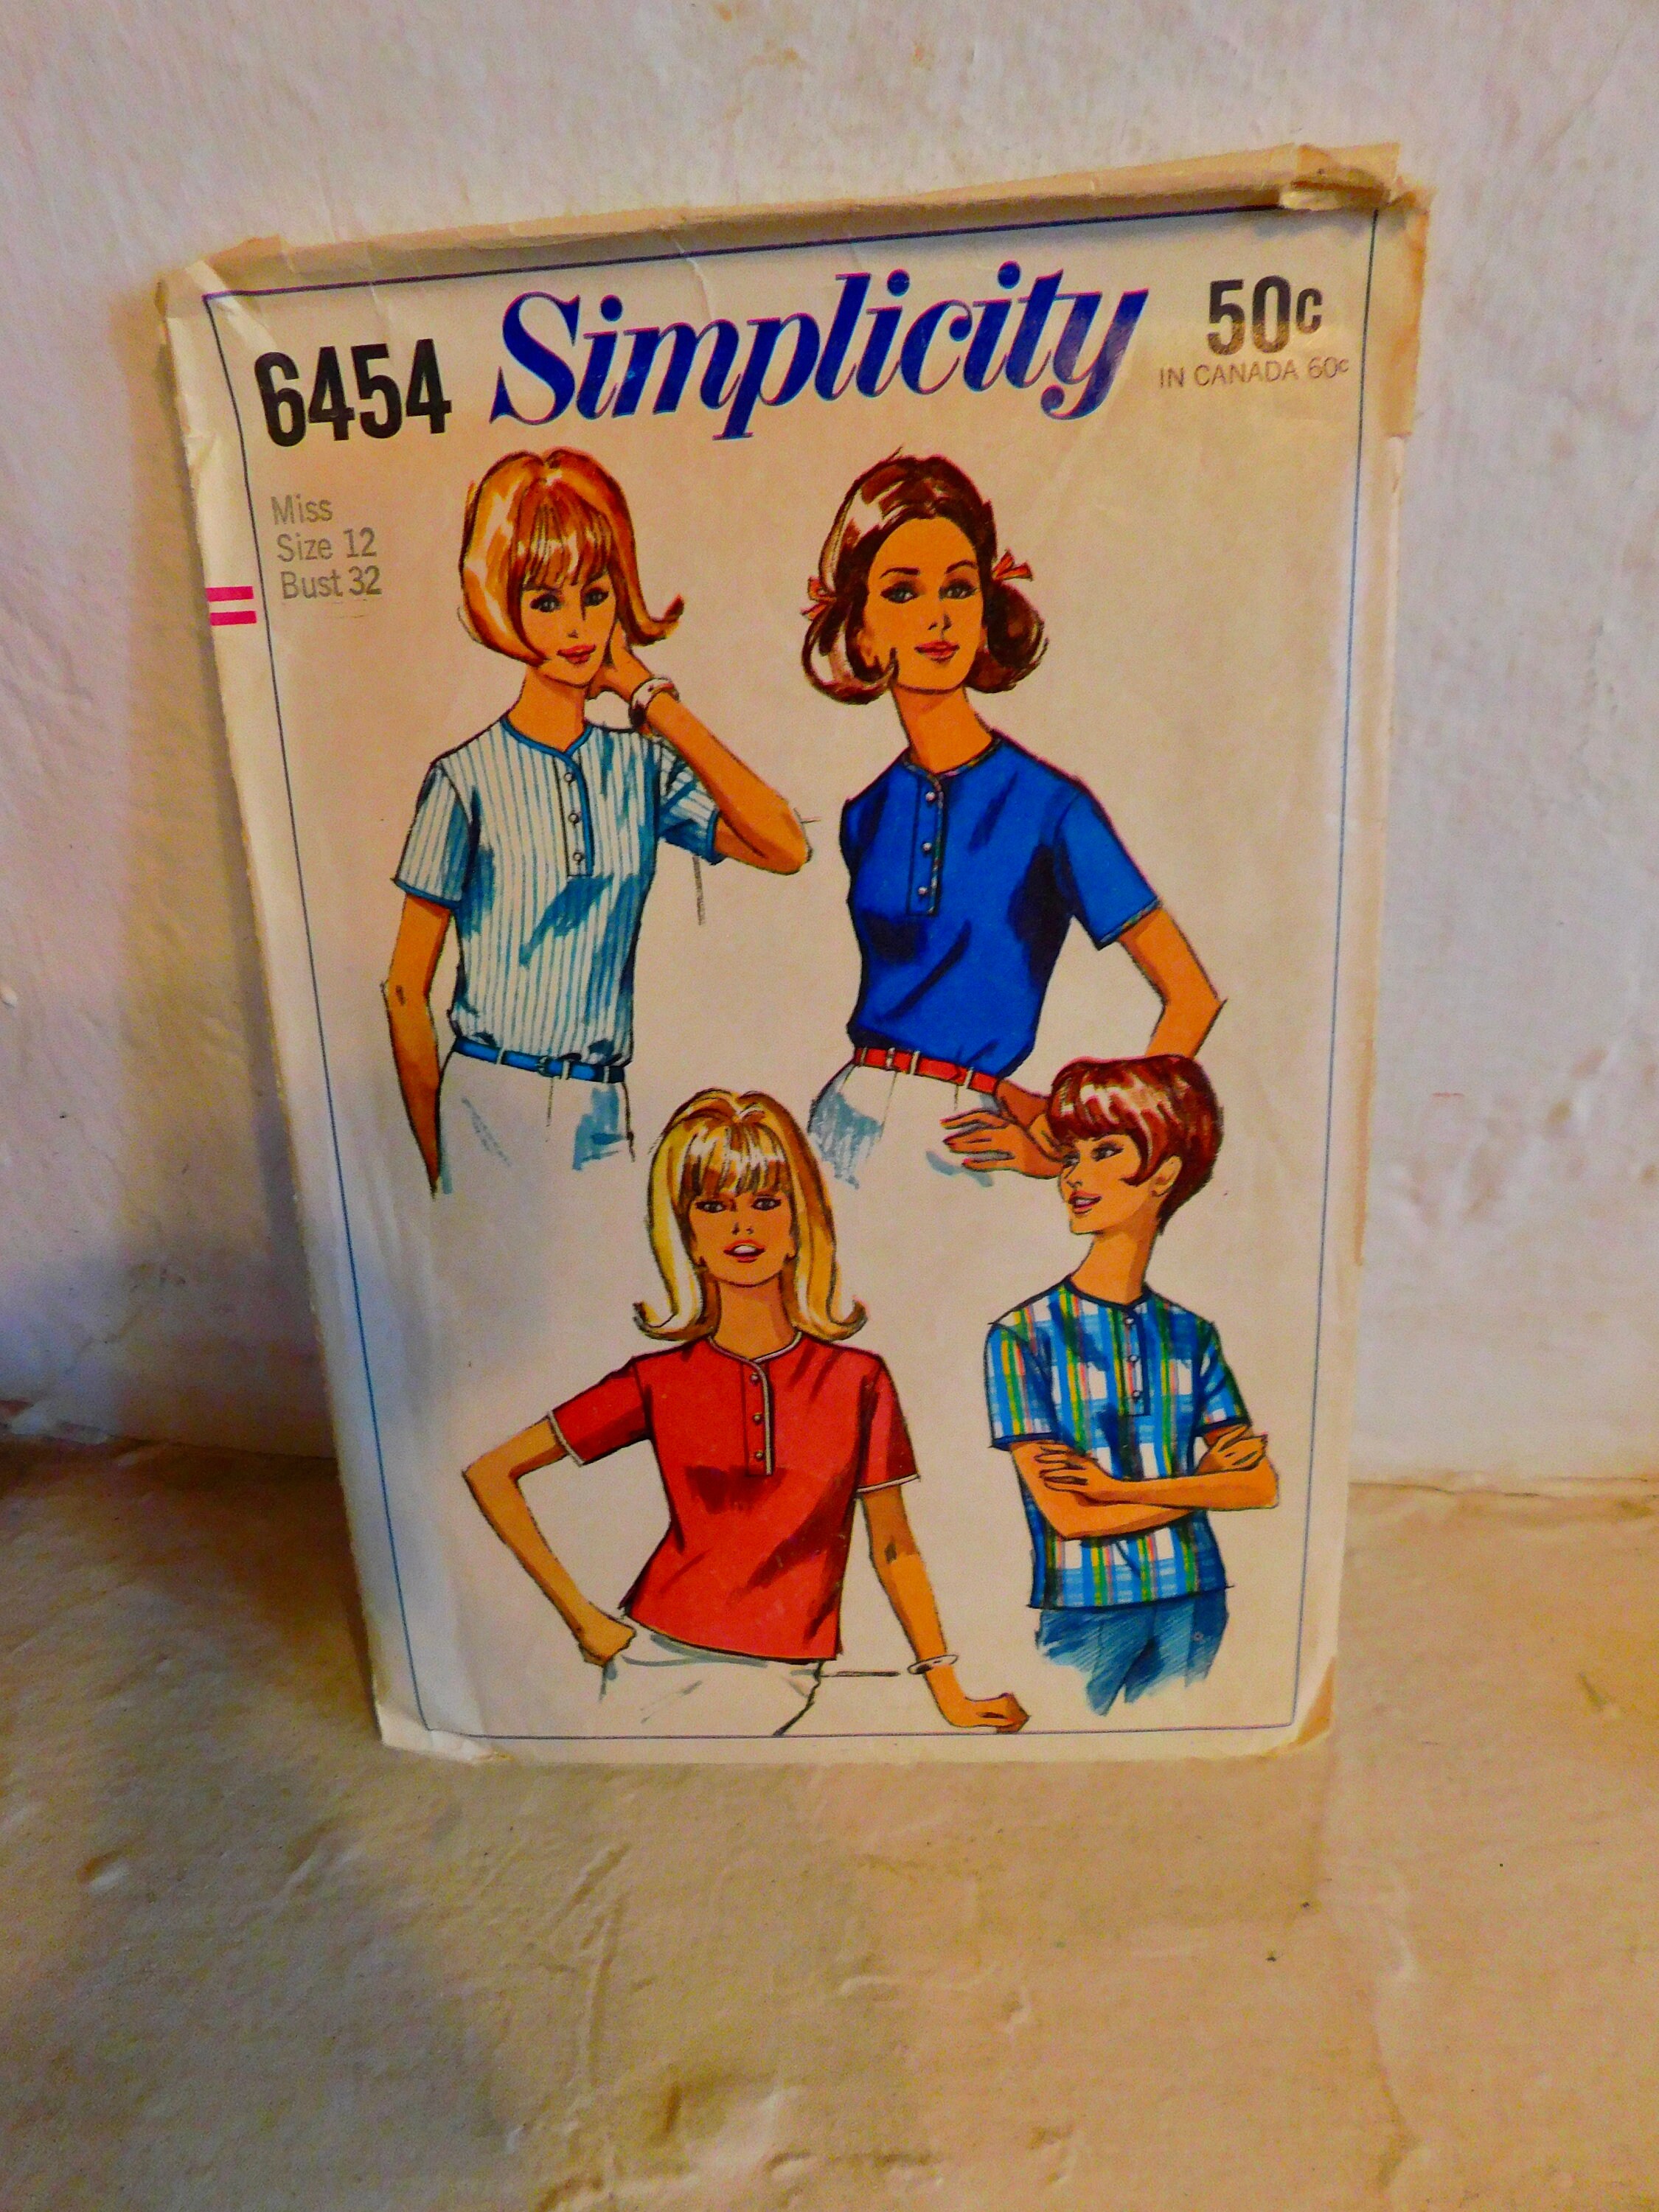 6454 Simplicity 50c
IN CANADA 60c
Miss
Size 12
Bust 32